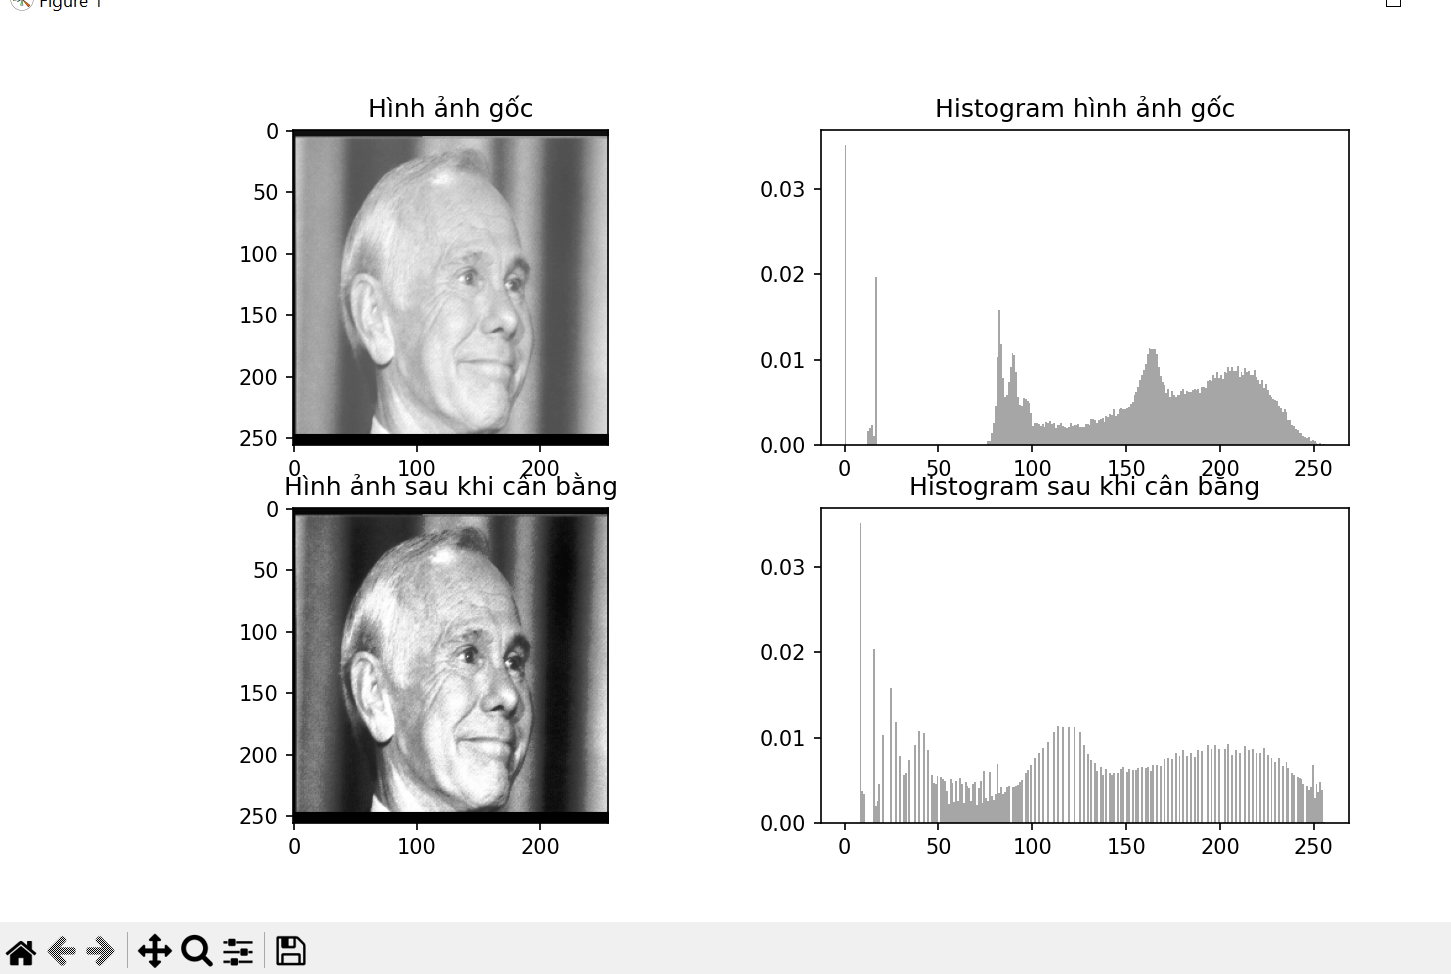 Figure 1
Hình ảnh gốc
0
50
100
150
200
250
0 100 200
Histogram hình ảnh gốc
0.03
0.02
0.01
0.00
0 50 100 150 200 250
Hình ảnh sau khi cân bằng
0
50
100
150
200
250
0 100 200
Histogram sau khi cân bằng
0.03
0.02
0.01
0.00
0 50 100 150 200 250